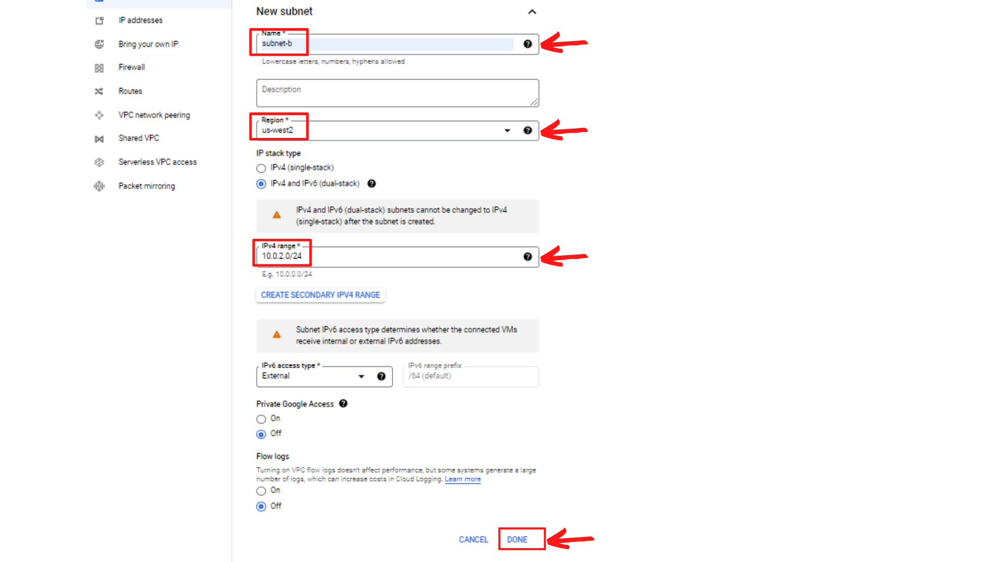 IP addresses
Bring your own IP
Firewall
Routes
VPC network peering
Shared VPC
Serverless VPC access
Packet mirroring
New subnet
Name *
subnet-b
Lowercase letters, numbers, hyphens allowed
Description
Region *
us-west2
IP stack type
IPv4 (single-stack)
IPv4 and IPv6 (dual-stack)
IPv4 and IPv6 (dual-stack) subnets cannot be changed to IPv4
(single-stack) after the subnet is created.
IPv4 range *
10.0.2.0/24
E.g. 10.0.0.0/24
CREATE SECONDARY IPV4 RANGE
Subnet IPv6 access type determines whether the connected VMs
receive internal or external IPv6 addresses.
IPv6 access type *
External
IPv6 range prefix
/64 (default)
Private Google Access
On
Off
Flow logs
Turning on VPC flow logs doesn't affect performance, but some systems generate a large
number of logs, which can increase costs in Cloud Logging. Learn more
On
Off
CANCEL
DONE